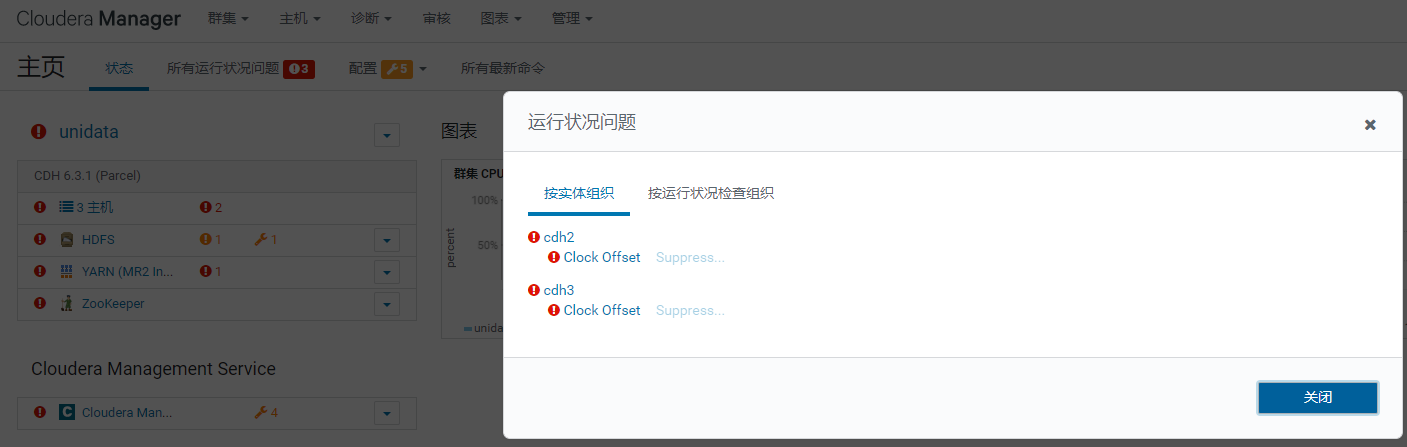 Cloudera Manager 群集 主机 诊断 审核 图表 管理
主页 状态 所有运行状况问题 3 配置 5 所有最新命令
运行状况问题
unidata
图表
CDH 6.3.1 (Parcel)
群集 CPU
3 主机 2
100%
按实体组织 按运行状况检查组织
HDFS 1 1
percent
50%
cdh2
Clock Offset Suppress...
YARN (MR2 In... 1
cdh3
ZooKeeper
Clock Offset Suppress...
unida
Cloudera Management Service
Cloudera Man... 4
关闭